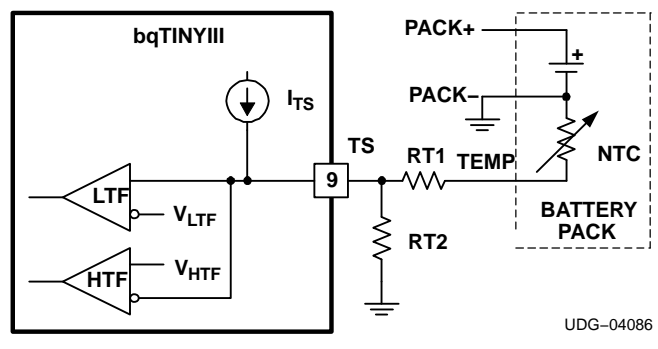 bqTINYIII
PACK+
+
PACK−
I_TS
TS
RT1
TEMP
NTC
9
LTF
V_LTF
BATTERY
PACK
RT2
V_HTF
HTF
UDG−04086